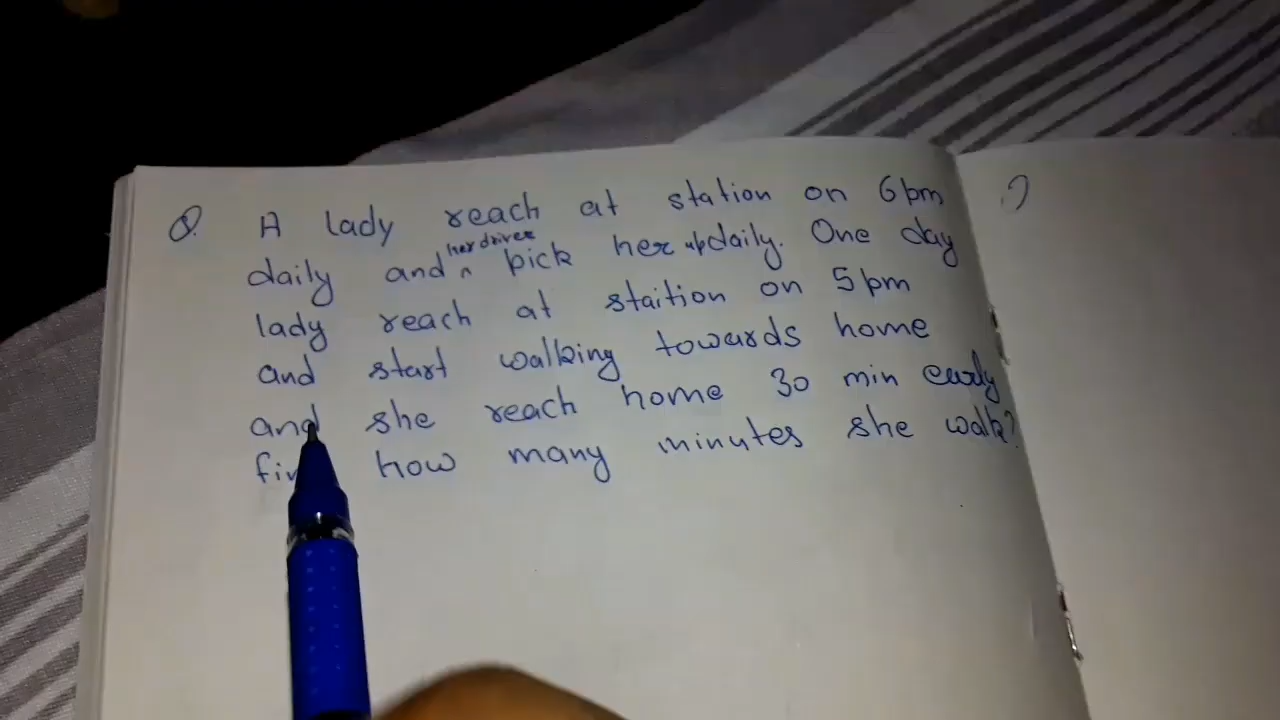 Q. A lady reach at station on 6pm
daily and her driver pick her up daily. One day
lady reach at staition on 5pm
and start walking towards home
and she reach home 30 min early
how many minutes she walk?